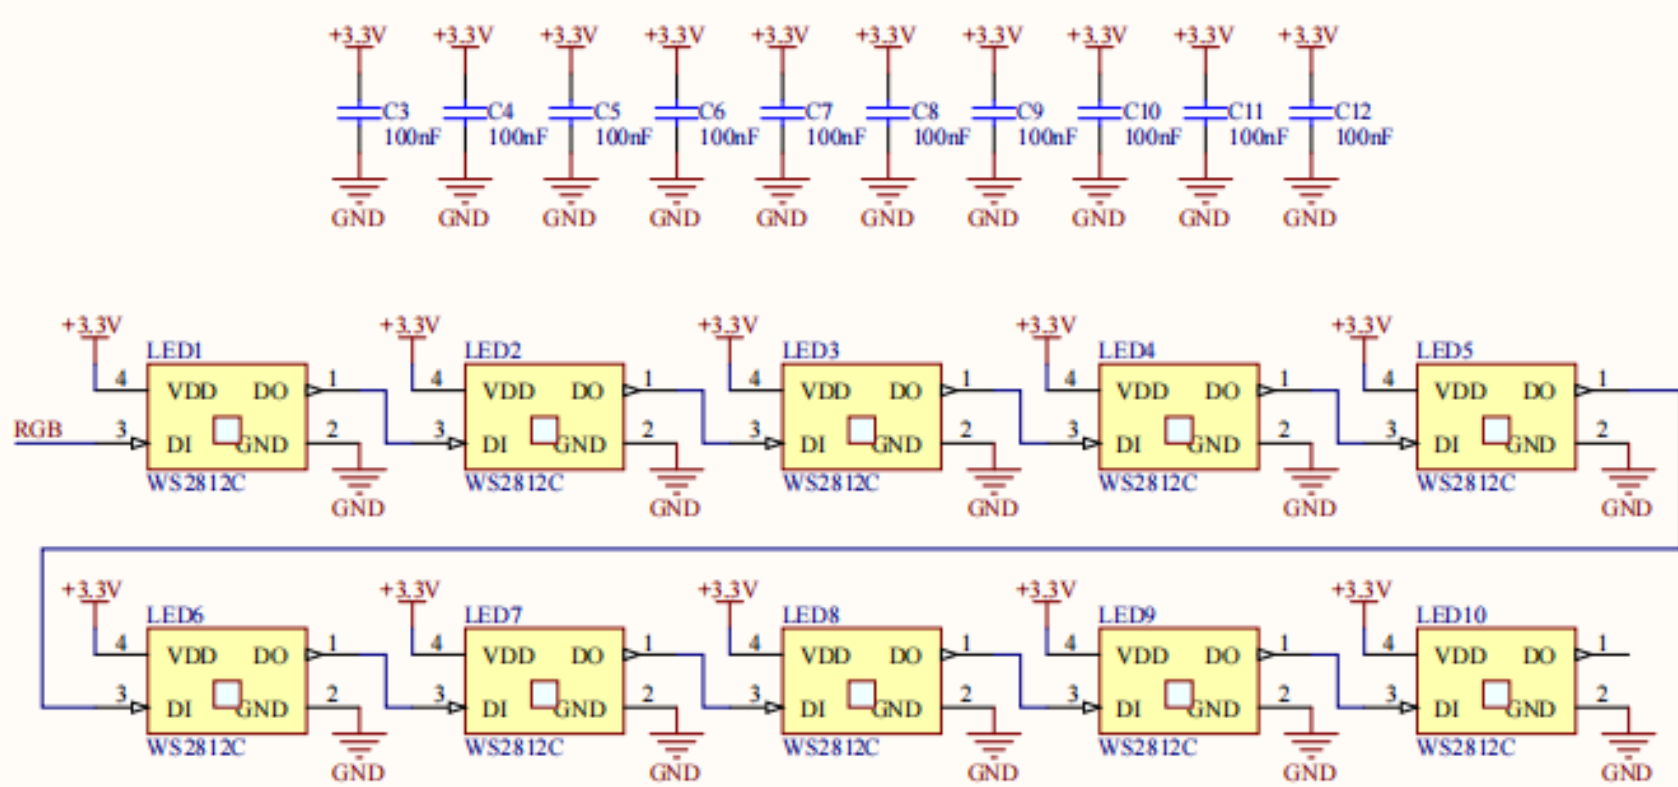 +3.3V +3.3V +3.3V +3.3V +3.3V +3.3V +3.3V +3.3V +3.3V +3.3V
C3 C4 C5 C6 C7 C8 C9 C10 C11 C12
100nF 100nF 100nF 100nF 100nF 100nF 100nF 100nF 100nF 100nF
GND GND GND GND GND GND GND GND GND GND
+3.3V +3.3V +3.3V +3.3V +3.3V
LED1 LED2 LED3 LED4 LED5
4 VDD DO 1 4 VDD DO 1 4 VDD DO 1 4 VDD DO 1 4 VDD DO 1
RGB 3 DI GND 2 3 DI GND 2 3 DI GND 2 3 DI GND 2 3 DI GND 2
WS2812C WS2812C WS2812C WS2812C WS2812C
GND GND GND GND GND
+3.3V +3.3V +3.3V +3.3V +3.3V
LED6 LED7 LED8 LED9 LED10
4 VDD DO 1 4 VDD DO 1 4 VDD DO 1 4 VDD DO 1 4 VDD DO 1
3 DI GND 2 3 DI GND 2 3 DI GND 2 3 DI GND 2 3 DI GND 2
WS2812C WS2812C WS2812C WS2812C WS2812C
GND GND GND GND GND